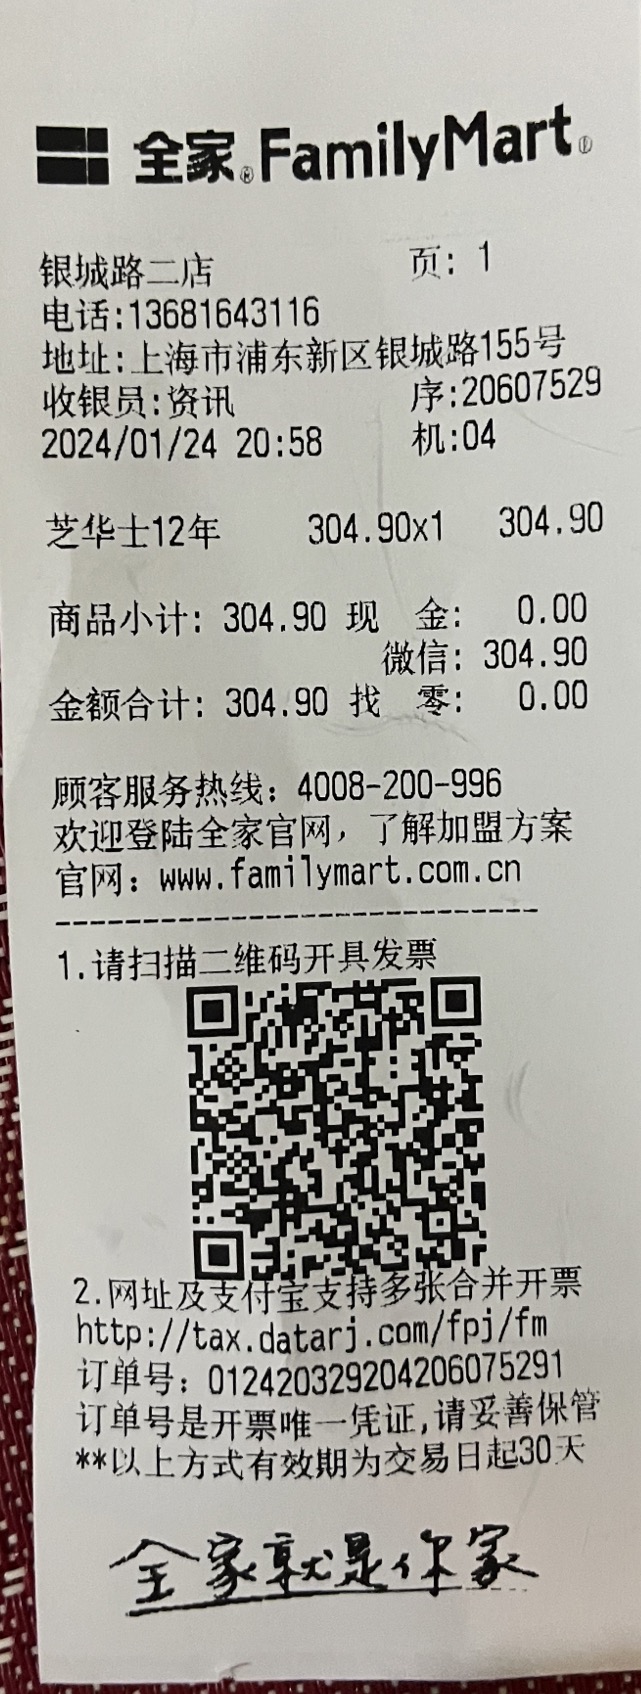 全家® FamilyMart
银城路二店 页: 1
电话:13681643116
地址:上海市浦东新区银城路155号
收银员:资讯 序:20607529
2024/01/24 20:58 机:04
芝华士12年 304.90x1 304.90
商品小计: 304.90 现 金: 0.00
微信: 304.90
金额合计: 304.90 找 零: 0.00
顾客服务热线: 4008-200-996
欢迎登陆全家官网，了解加盟方案
官网: www.familymart.com.cn
1.请扫描二维码开具发票
2.网址及支付宝支持多张合并开票
http://tax.datarj.com/fpj/fm
订单号: 012420329204206075291
订单号是开票唯一凭证,请妥善保管
**以上方式有效期为交易日起30天
全家就是你家